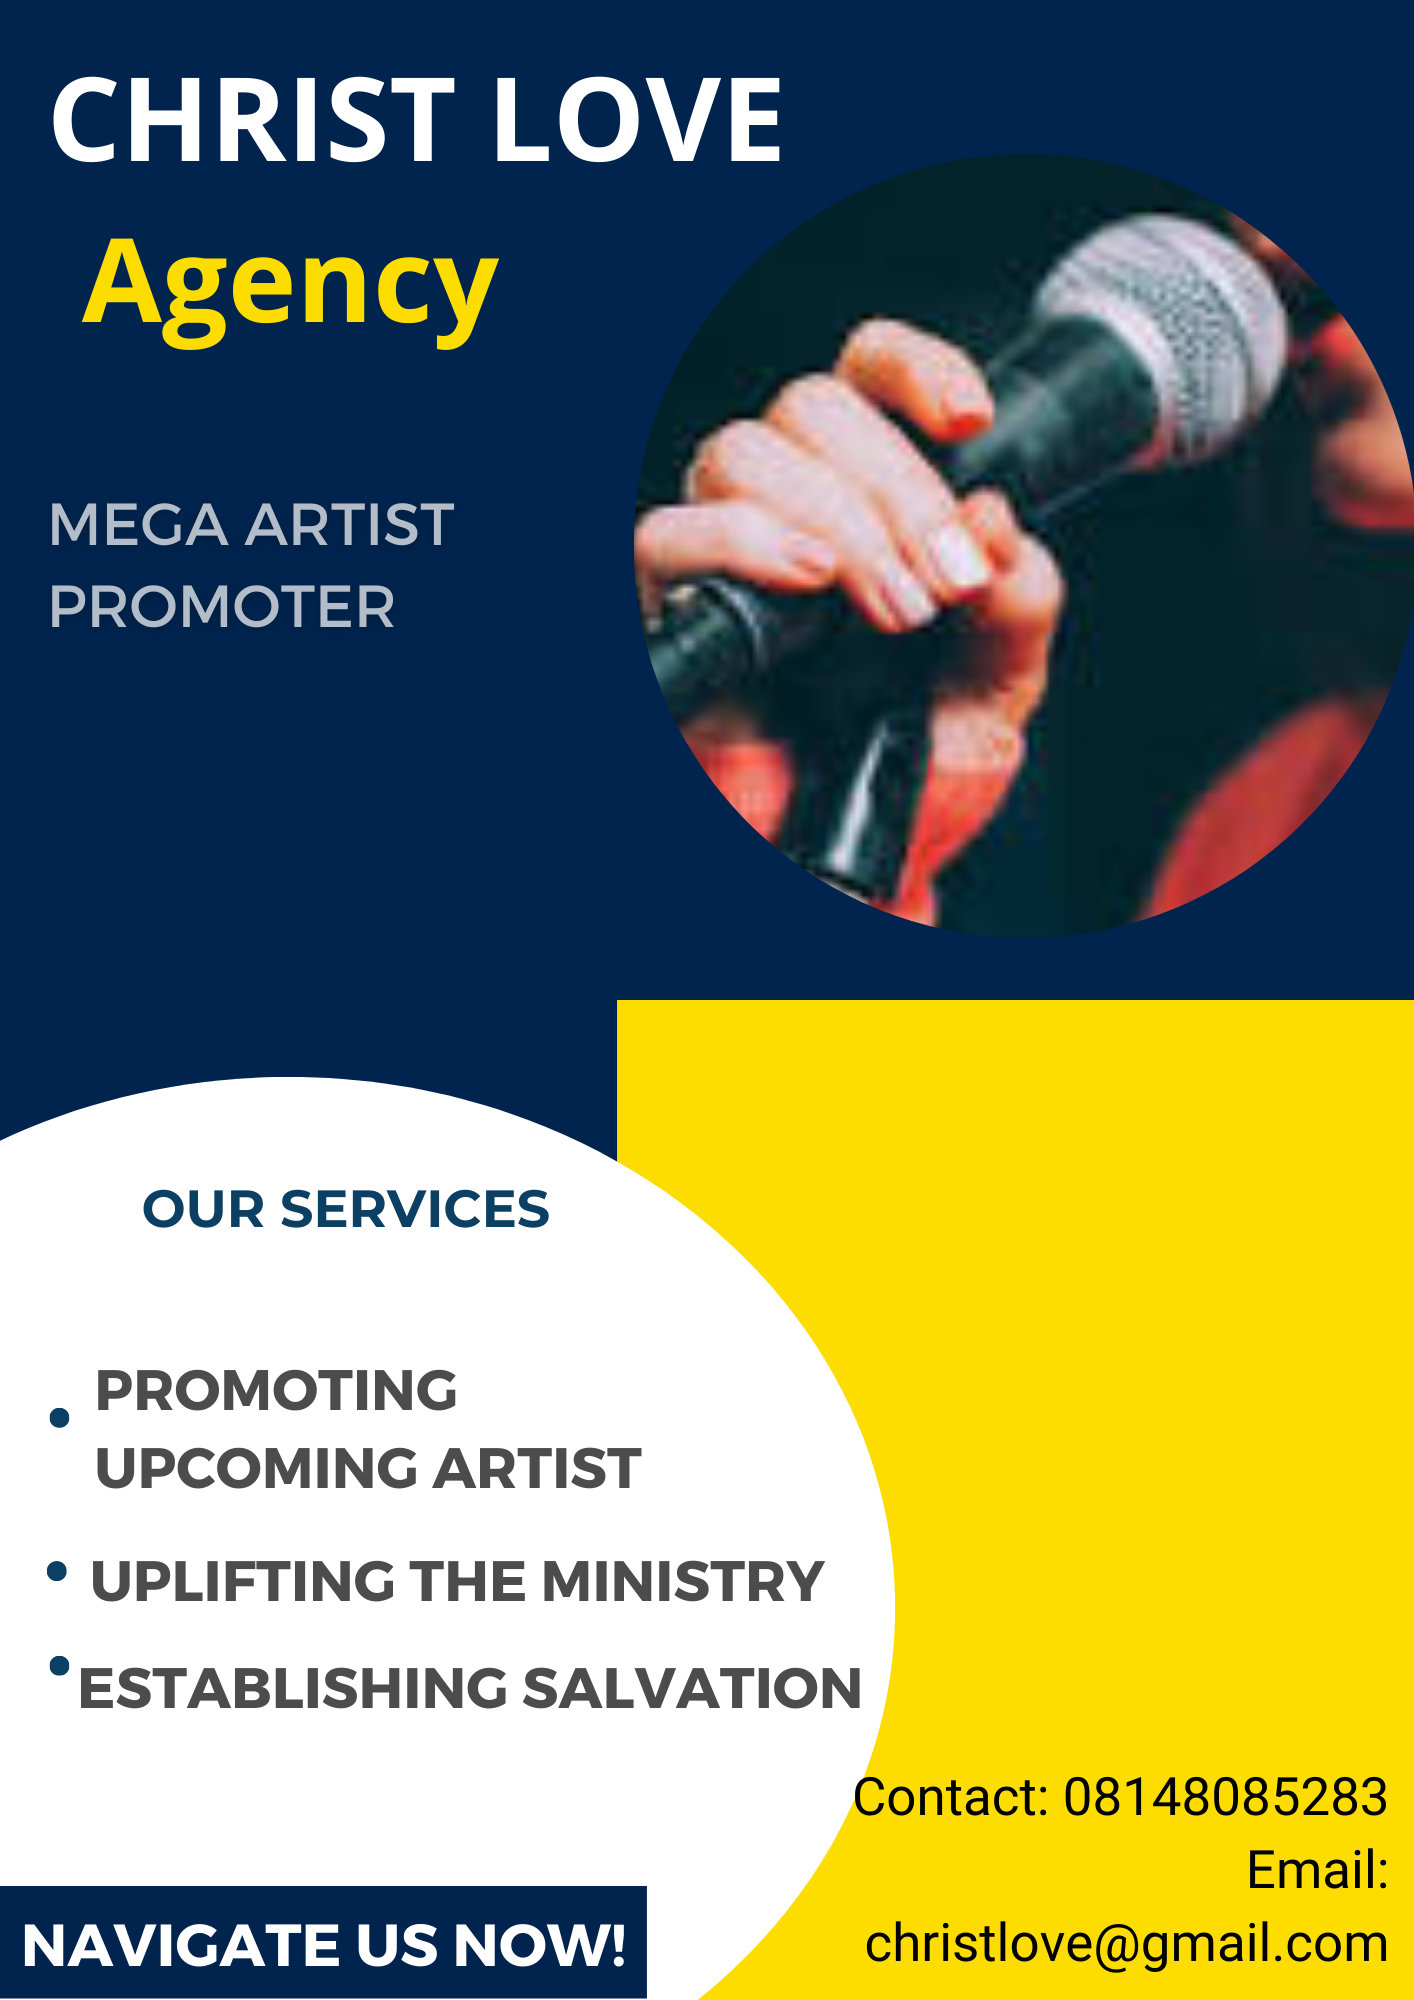 CHRIST LOVE
Agency
MEGA ARTIST
PROMOTER
OUR SERVICES
• PROMOTING
UPCOMING ARTIST
• UPLIFTING THE MINISTRY
• ESTABLISHING SALVATION
Contact: 08148085283
Email:
christlove@gmail.com
NAVIGATE US NOW!